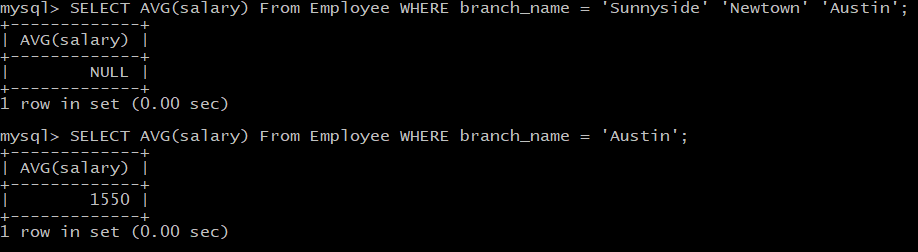 mysql> SELECT AVG(salary) From Employee WHERE branch_name = 'Sunnyside' 'Newtown' 'Austin';
+-------------+
| AVG(salary) |
+-------------+
|        NULL |
+-------------+
1 row in set (0.00 sec)

mysql> SELECT AVG(salary) From Employee WHERE branch_name = 'Austin';
+-------------+
| AVG(salary) |
+-------------+
|        1550 |
+-------------+
1 row in set (0.00 sec)